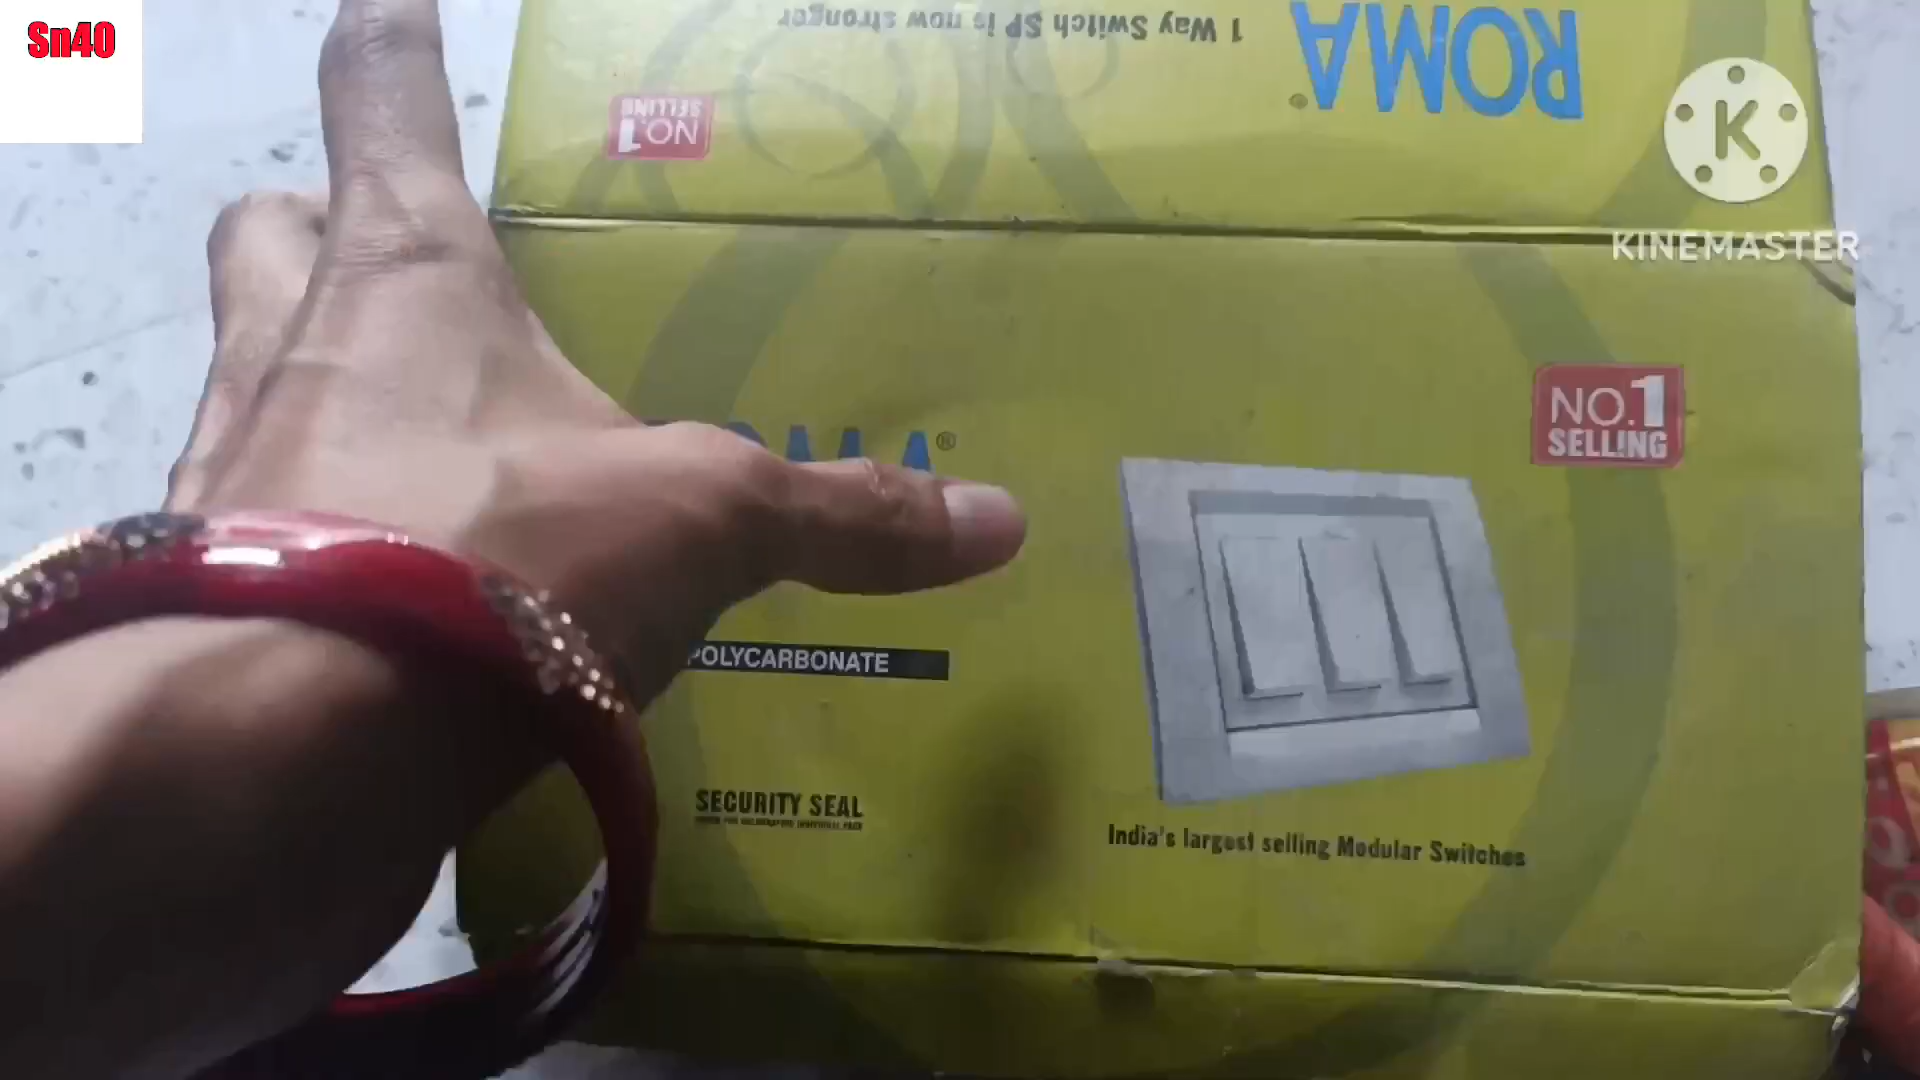 Sn40
1 Way Switch SP is now stronger
ROMA®
NO.1
SELLING
K
KINEMASTER
NO.1
SELLING
MA®
POLYCARBONATE
SECURITY SEAL
India's largest selling Modular Switches